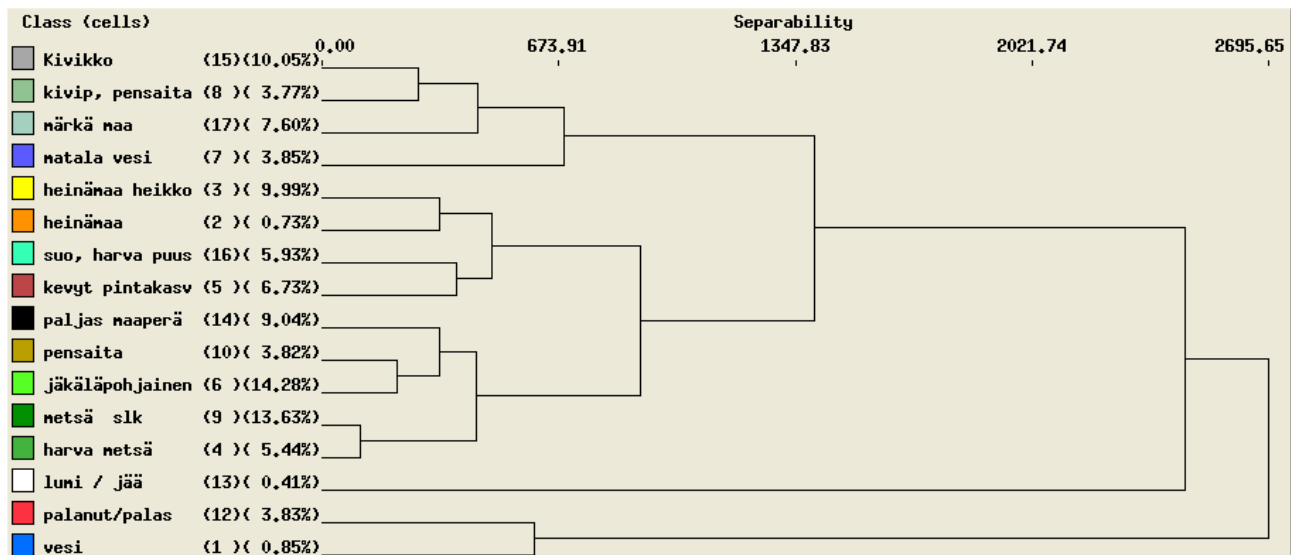 Class (cells) Separability
0.00 673.91 1347.83 2021.74 2695.65
Kivikko (15)(10.05%)
kivip, pensaita (8 )( 3.77%)
märkä maa (17)( 7.60%)
matala vesi (7 )( 3.85%)
heinämaa heikko (3 )( 9.99%)
heinämaa (2 )( 0.73%)
suo, harva puus (16)( 5.93%)
kevyt pintakasv (5 )( 6.73%)
paljas maaperä (14)( 9.04%)
pensaita (10)( 3.82%)
jäkäläpohjainen (6 )(14.28%)
metsä slk (9 )(13.63%)
harva metsä (4 )( 5.44%)
lumi / jää (13)( 0.41%)
palanut/palas (12)( 3.83%)
vesi (1 )( 0.85%)